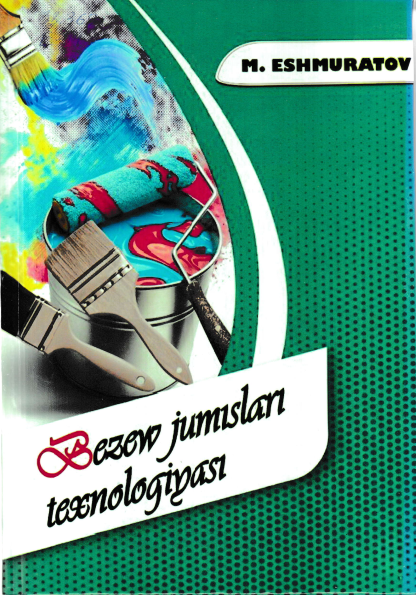 M. ESHMURATOV
Bezew jumısları
texnologiyası